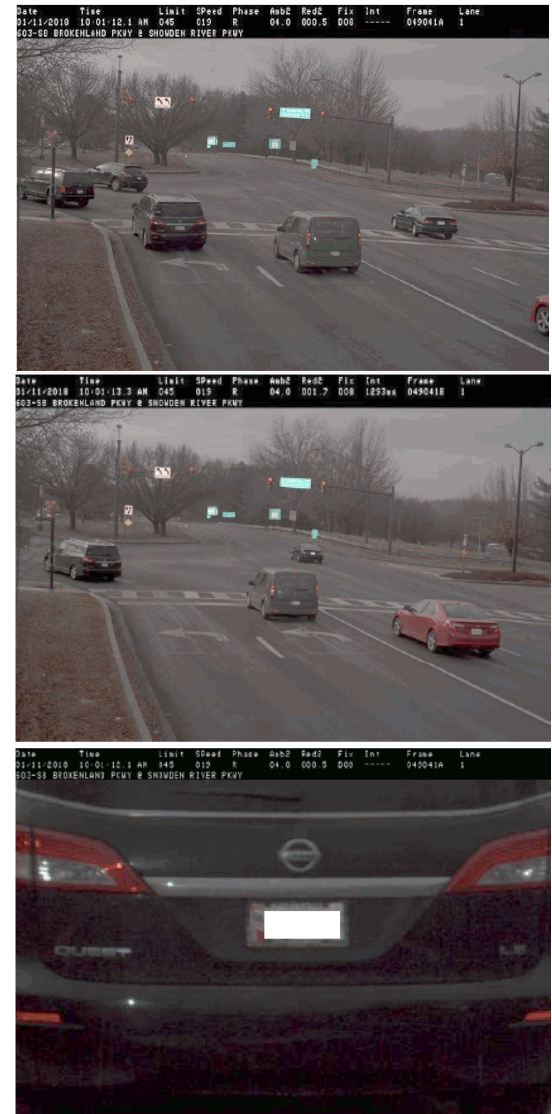 Date Time Limit SPeed Phase Amb2 Red2 Fix Int Frame Lane
01/11/2018 10:01:12.1 AM 045 019 R 04.0 000.5 D08 ----- 049041A 1
603-SB BROKENLAND PKWY @ SNOWDEN RIVER PKWY
Date Time Limit SPeed Phase Amb2 Red2 Fix Int Frame Lane
01/11/2018 10:01:13.3 AM 045 019 R 04.0 001.7 D08 1293ms 049041B 1
603-SB BROKENLAND PKWY @ SNOWDEN RIVER PKWY
Date Time Limit SPeed Phase Amb2 Red2 Fix Int Frame Lane
01/11/2018 10:01:12.1 AM 045 019 R 04.0 000.5 D08 ----- 049041A 1
603-SB BROKENLAND PKWY @ SNOWDEN RIVER PKWY
QUEST